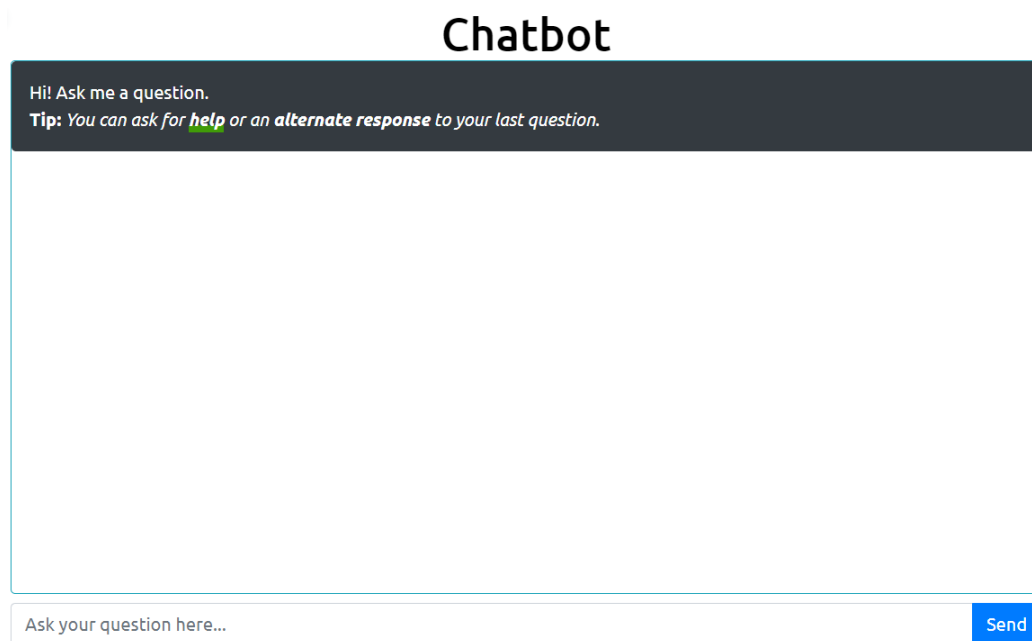 Chatbot
Hi! Ask me a question.
Tip: You can ask for help or an alternate response to your last question.
Ask your question here...
Send